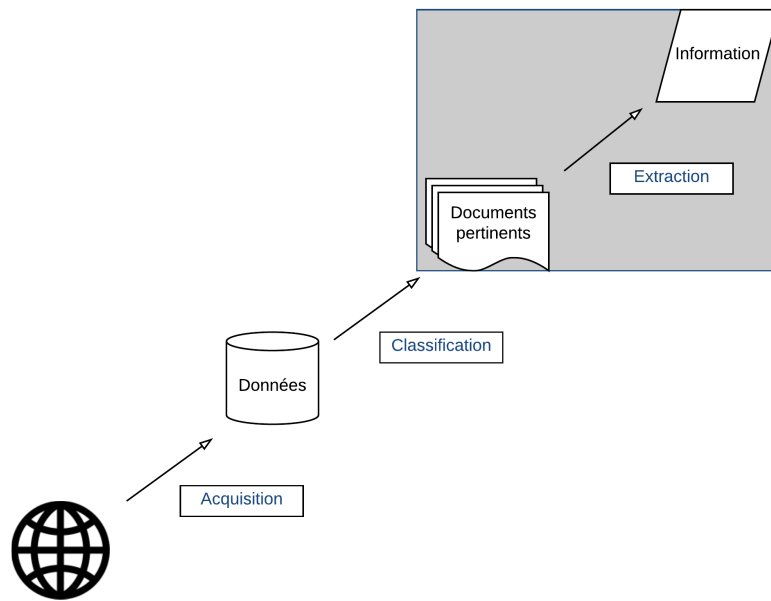 Information
Extraction
Documents
pertinents
Classification
Données
Acquisition